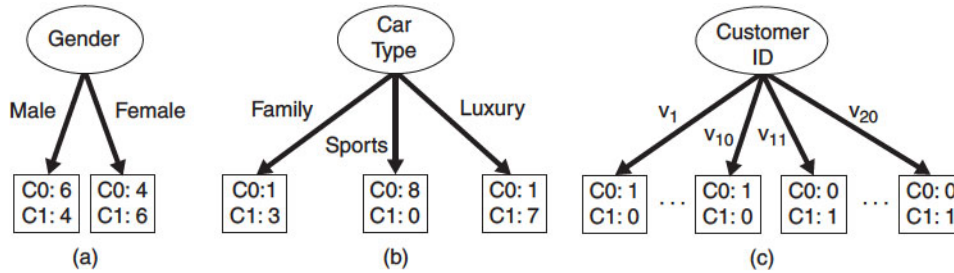 Gender
Male
Female
C0: 6
C1: 4
C0: 4
C1: 6
(a)
Car
Type
Family
Sports
Luxury
C0:1
C1: 3
C0: 8
C1: 0
C0: 1
C1: 7
(b)
Customer
ID
v1
v10
v11
v20
C0: 1
C1: 0
. . .
C0: 1
C1: 0
C0: 0
C1: 1
. . .
C0: 0
C1: 1
(c)